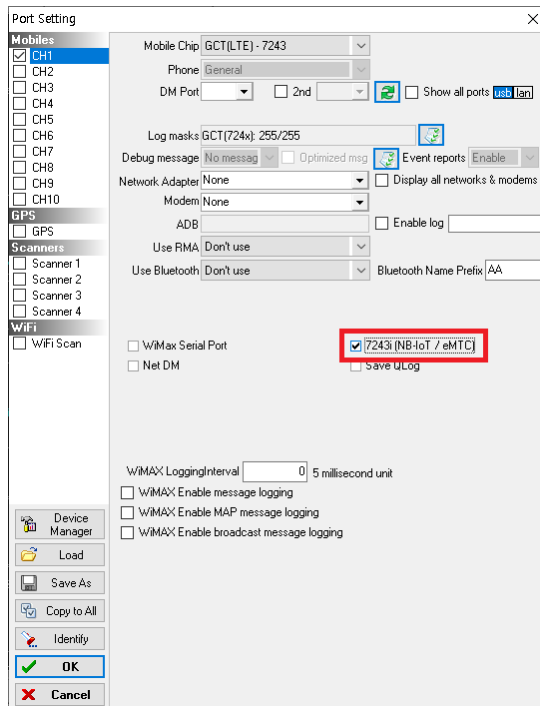 Port Setting
Mobiles
CH1
CH2
CH3
CH4
CH5
CH6
CH7
CH8
CH9
CH10
GPS
GPS
Scanners
Scanner 1
Scanner 2
Scanner 3
Scanner 4
WiFi
WiFi Scan
Device Manager
Load
Save As
Copy to All
Identify
OK
Cancel
Mobile Chip GCT(LTE) - 7243
Phone General
DM Port 2nd Show all ports usb lan
Log masks GCT(724x): 255/255
Debug message No messag Optimized msg Event reports Enable
Network Adapter None Display all networks & modems
Modem None
ADB Enable log
Use RMA Don't use
Use Bluetooth Don't use Bluetooth Name Prefix AA
WiMax Serial Port 7243i (NB-IoT / eMTC)
Net DM Save QLog
WiMAX LoggingInterval 0 5 millisecond unit
WiMAX Enable message logging
WiMAX Enable MAP message logging
WiMAX Enable broadcast message logging